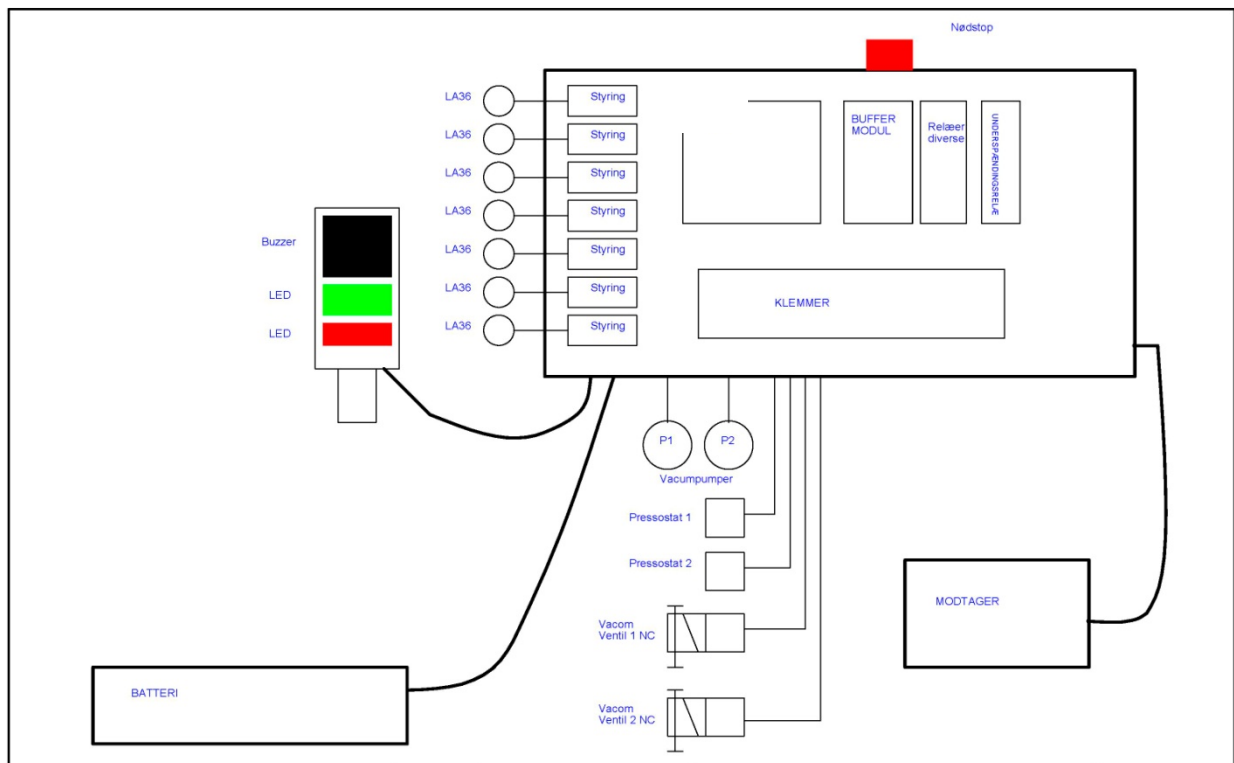 Nødstop
LA36
Styring
LA36
Styring
LA36
Styring
LA36
Styring
LA36
Styring
LA36
Styring
LA36
Styring
BUFFER
MODUL
Relæer
diverse
UNDERSPÆNDINGSRELÆ
KLEMMER
Buzzer
LED
LED
P1
P2
Vacumpumper
Pressostat 1
Pressostat 2
Vacom
Ventil 1 NC
Vacom
Ventil 2 NC
MODTAGER
BATTERI